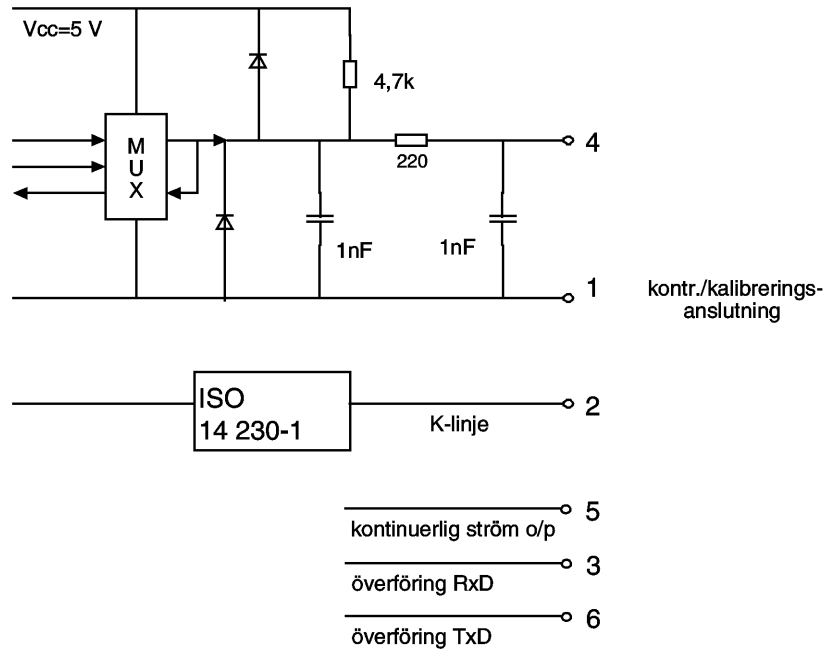 Vcc=5 V
4,7k
M
U
X
4
220
1nF
1nF
1
kontr./kalibrerings-
anslutning
ISO
14 230-1
2
K-linje
5
kontinuerlig ström o/p
3
överföring RxD
6
överföring TxD